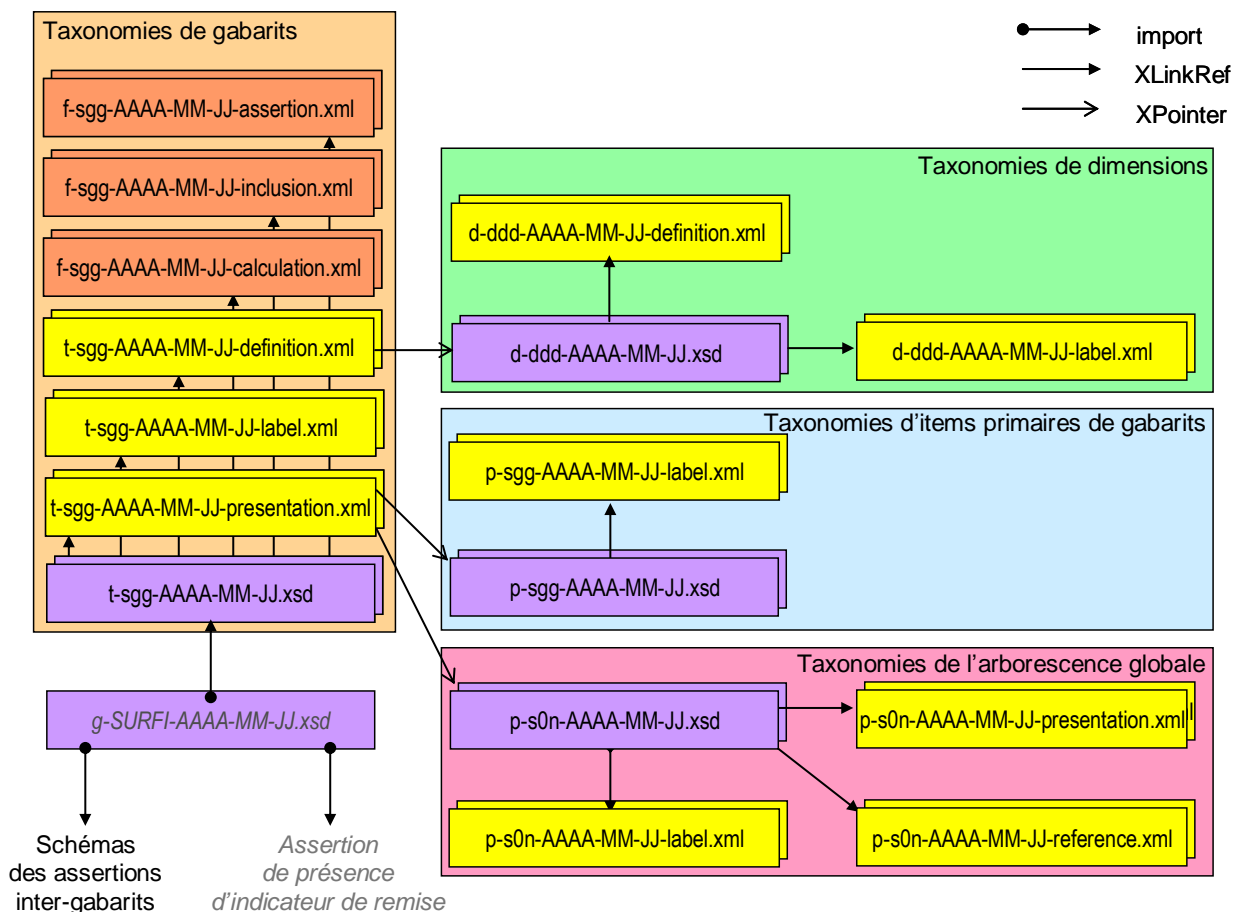 Taxonomies de gabarits
f-sgg-AAAA-MM-JJ-assertion.xml
f-sgg-AAAA-MM-JJ-inclusion.xml
f-sgg-AAAA-MM-JJ-calculation.xml
t-sgg-AAAA-MM-JJ-definition.xml
t-sgg-AAAA-MM-JJ-label.xml
t-sgg-AAAA-MM-JJ-presentation.xml
t-sgg-AAAA-MM-JJ.xsd
g-SURFI-AAAA-MM-JJ.xsd
Schémas
des assertions
inter-gabarits
Assertion
de présence
d'indicateur de remise
import
XLinkRef
XPointer
Taxonomies de dimensions
d-ddd-AAAA-MM-JJ-definition.xml
d-ddd-AAAA-MM-JJ.xsd
d-ddd-AAAA-MM-JJ-label.xml
Taxonomies d'items primaires de gabarits
p-sgg-AAAA-MM-JJ-label.xml
p-sgg-AAAA-MM-JJ.xsd
Taxonomies de l'arborescence globale
p-s0n-AAAA-MM-JJ.xsd
p-s0n-AAAA-MM-JJ-presentation.xml
p-s0n-AAAA-MM-JJ-label.xml
p-s0n-AAAA-MM-JJ-reference.xml